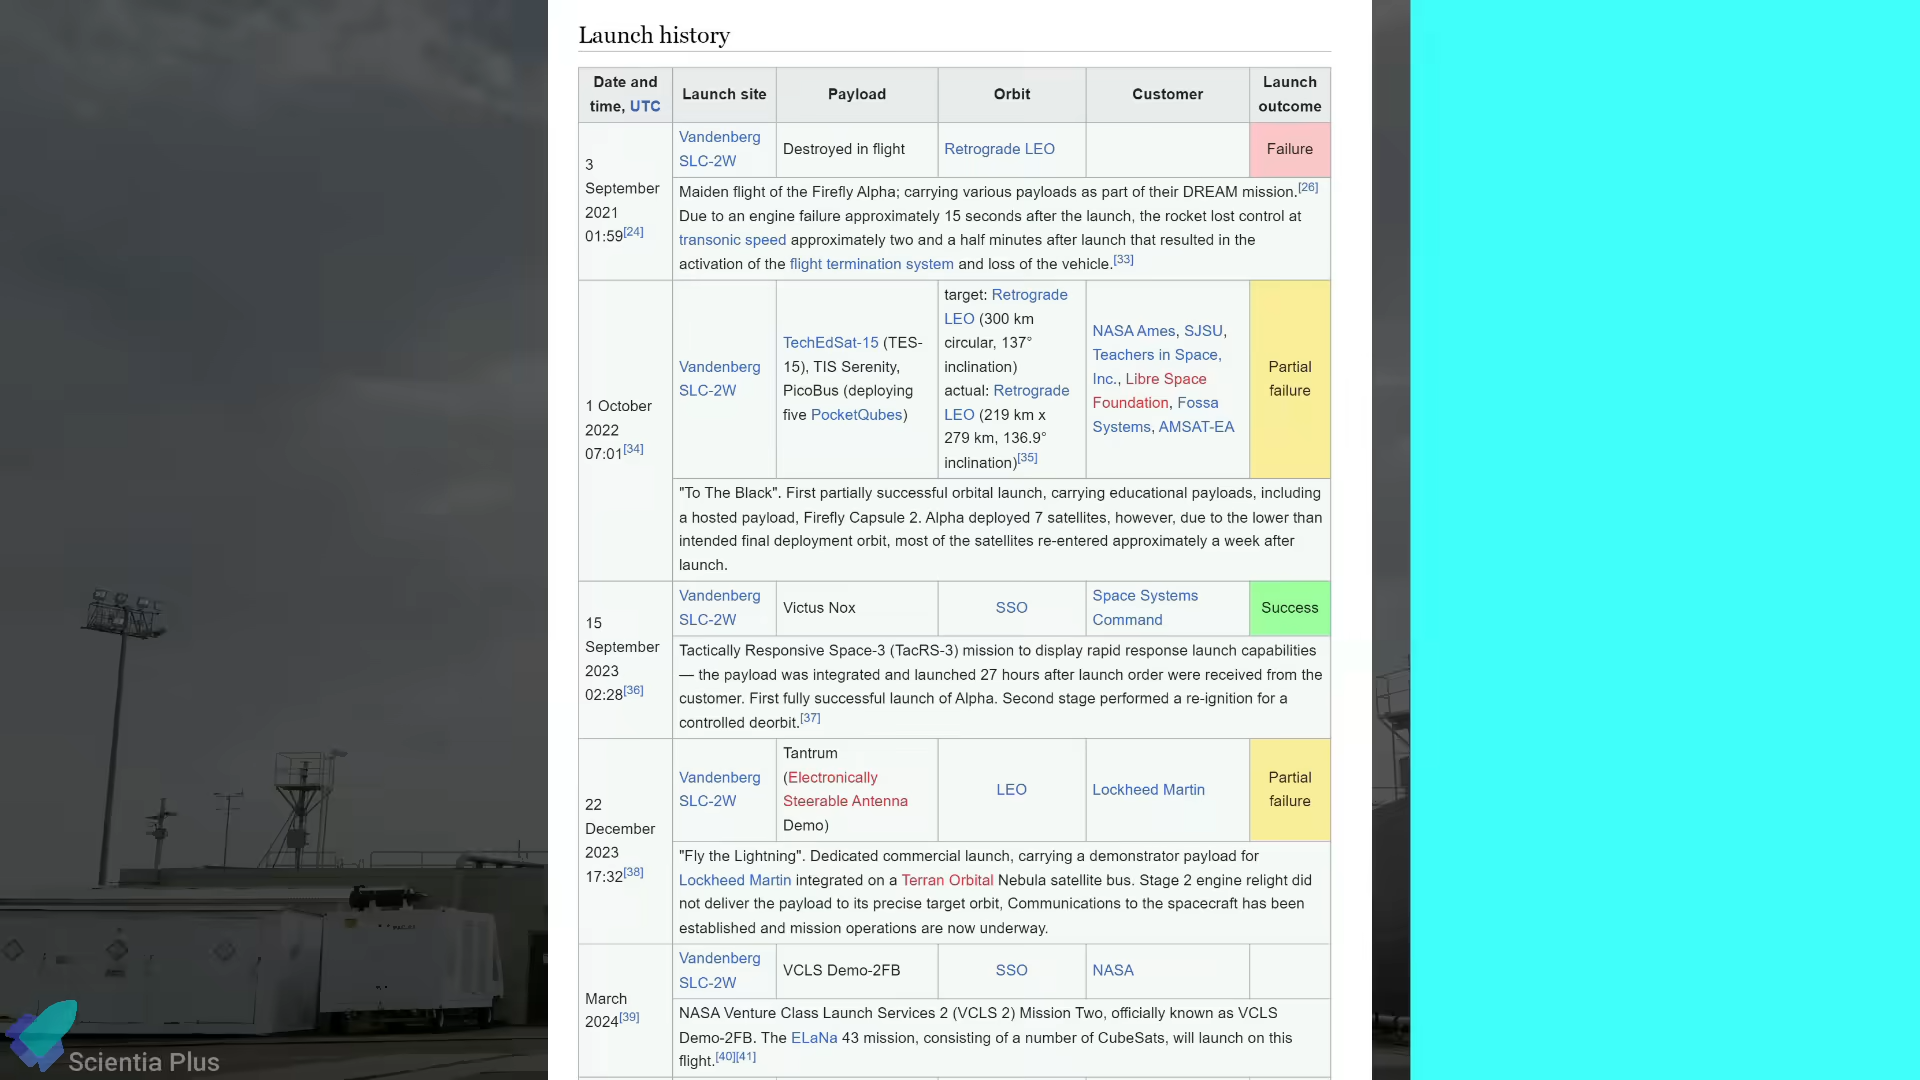 Launch history
Date and
time, UTC
Launch site
Payload
Orbit
Customer
Launch
outcome
3
September
2021
01:59[24]
Vandenberg
SLC-2W
Destroyed in flight
Retrograde LEO
Failure
Maiden flight of the Firefly Alpha; carrying various payloads as part of their DREAM mission.[26]
Due to an engine failure approximately 15 seconds after the launch, the rocket lost control at
transonic speed approximately two and a half minutes after launch that resulted in the
activation of the flight termination system and loss of the vehicle.[33]
1 October
2022
07:01[34]
Vandenberg
SLC-2W
TechEdSat-15 (TES-
15), TIS Serenity,
PicoBus (deploying
five PocketQubes)
target: Retrograde
LEO (300 km
circular, 137°
inclination)
actual: Retrograde
LEO (219 km x
279 km, 136.9°
inclination)[35]
NASA Ames, SJSU,
Teachers in Space,
Inc., Libre Space
Foundation, Fossa
Systems, AMSAT-EA
Partial
failure
"To The Black". First partially successful orbital launch, carrying educational payloads, including
a hosted payload, Firefly Capsule 2. Alpha deployed 7 satellites, however, due to the lower than
intended final deployment orbit, most of the satellites re-entered approximately a week after
launch.
15
September
2023
02:28[36]
Vandenberg
SLC-2W
Victus Nox
SSO
Space Systems
Command
Success
Tactically Responsive Space-3 (TacRS-3) mission to display rapid response launch capabilities
— the payload was integrated and launched 27 hours after launch order were received from the
customer. First fully successful launch of Alpha. Second stage performed a re-ignition for a
controlled deorbit.[37]
22
December
2023
17:32[38]
Vandenberg
SLC-2W
Tantrum
(Electronically
Steerable Antenna
Demo)
LEO
Lockheed Martin
Partial
failure
"Fly the Lightning". Dedicated commercial launch, carrying a demonstrator payload for
Lockheed Martin integrated on a Terran Orbital Nebula satellite bus. Stage 2 engine relight did
not deliver the payload to its precise target orbit, Communications to the spacecraft has been
established and mission operations are now underway.
March
2024[39]
Vandenberg
SLC-2W
VCLS Demo-2FB
SSO
NASA
NASA Venture Class Launch Services 2 (VCLS 2) Mission Two, officially known as VCLS
Demo-2FB. The ELaNa 43 mission, consisting of a number of CubeSats, will launch on this
flight.[40][41]
Scientia Plus